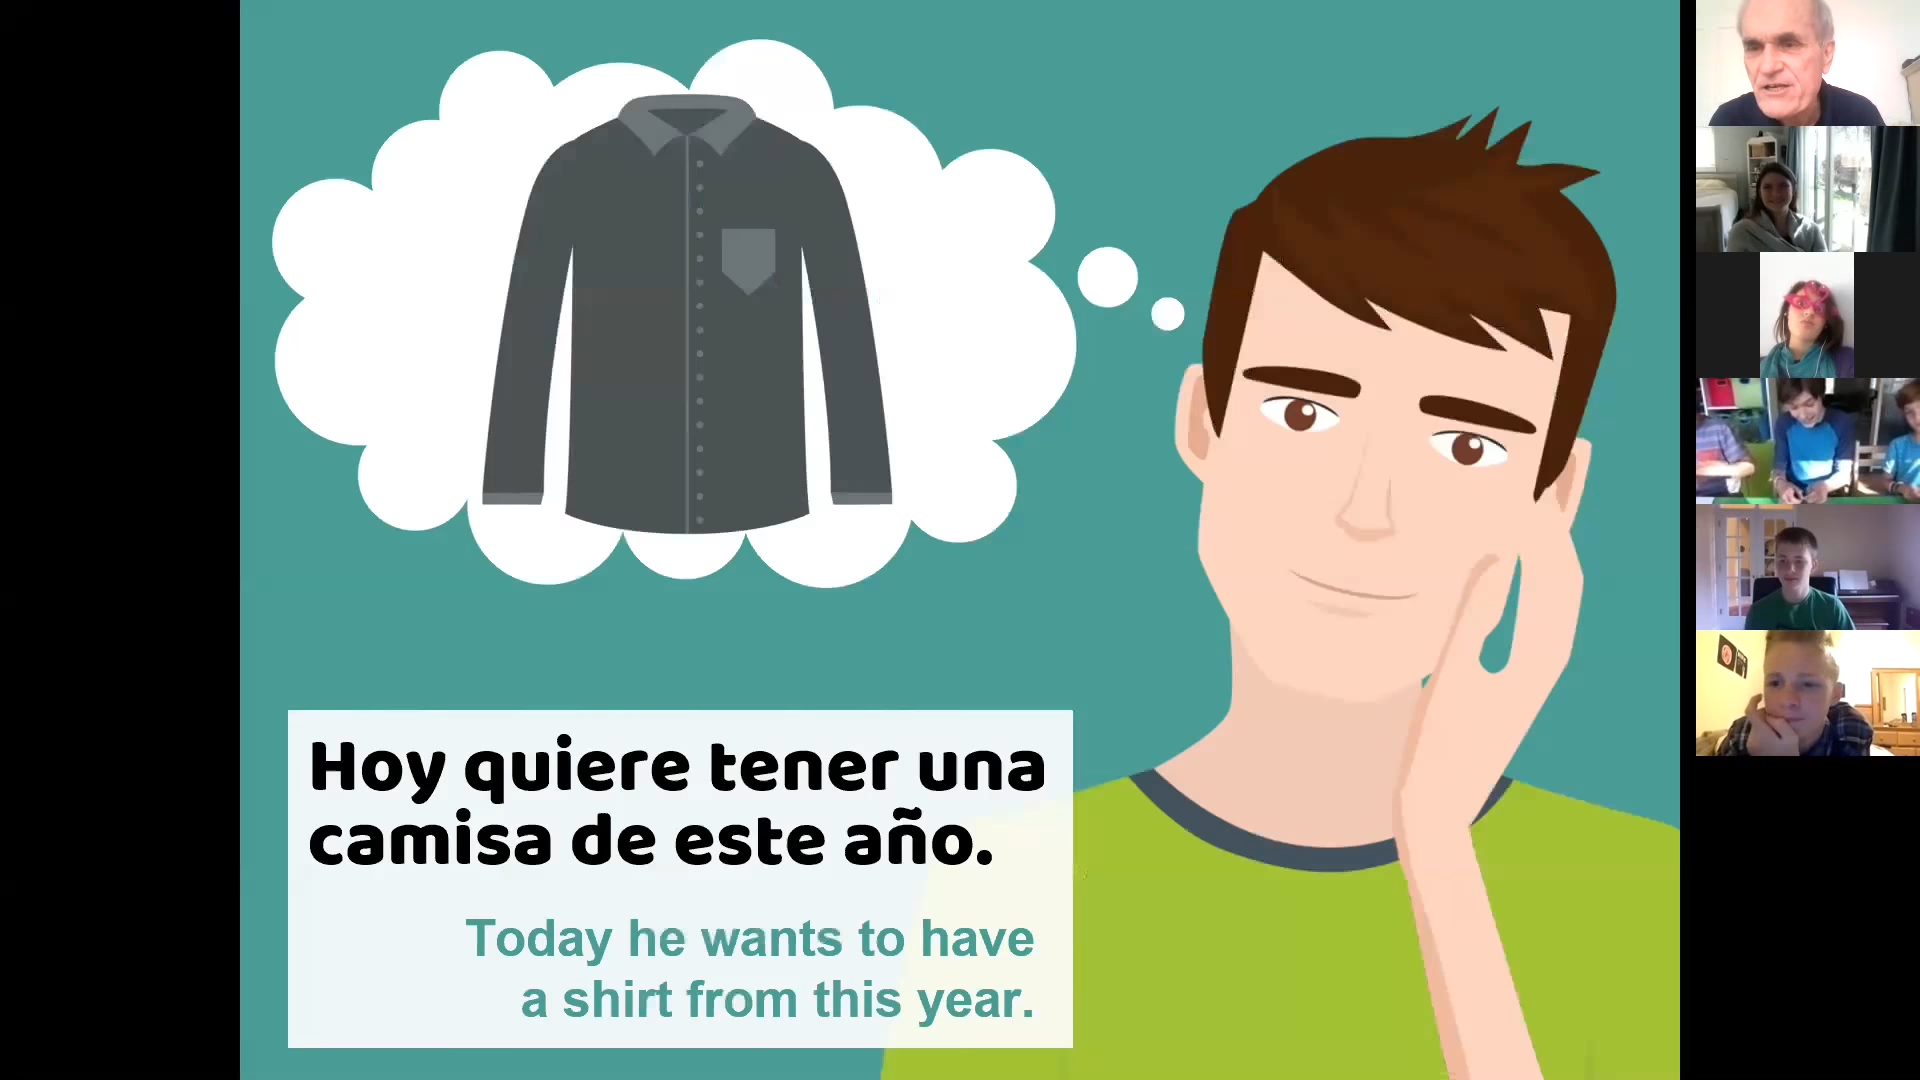 Hoy quiere tener una
camisa de este año.
Today he wants to have
a shirt from this year.